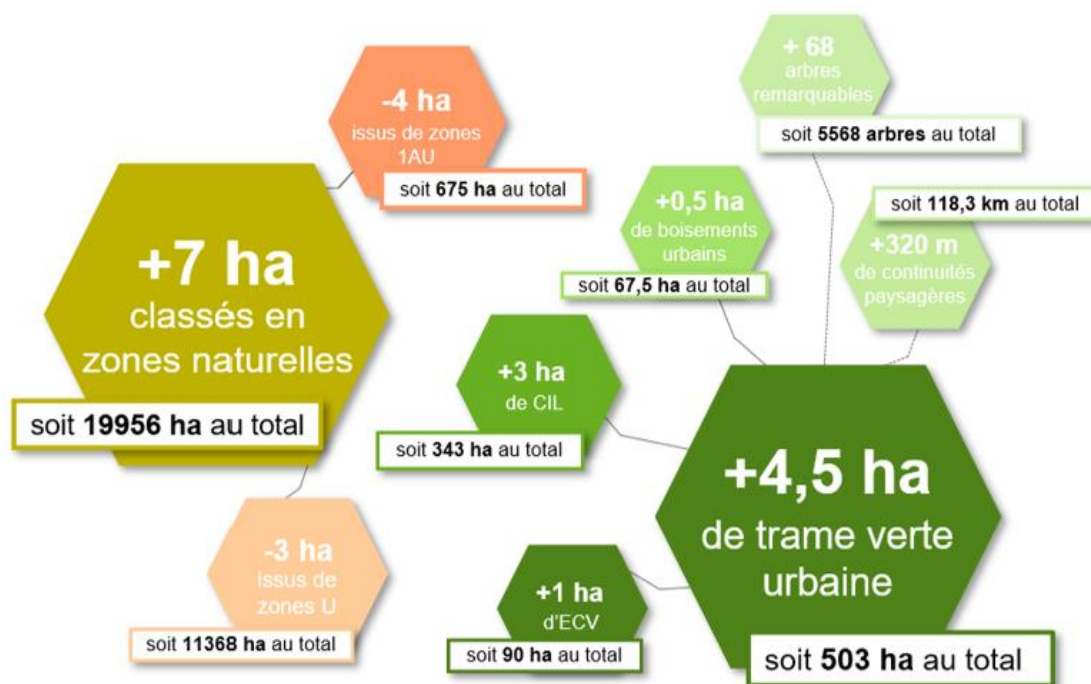 +7 ha
classés en
zones naturelles
soit 19956 ha au total
-4 ha
issus de zones
1AU
soit 675 ha au total
-3 ha
issus de
zones U
soit 11368 ha au total
+ 68
arbres
remarquables
soit 5568 arbres au total
+0,5 ha
de boisements
urbains
soit 67,5 ha au total
soit 118,3 km au total
+320 m
de continuités
paysagères
+3 ha
de CIL
soit 343 ha au total
+4,5 ha
de trame verte
urbaine
soit 503 ha au total
+1 ha
d'ECV
soit 90 ha au total